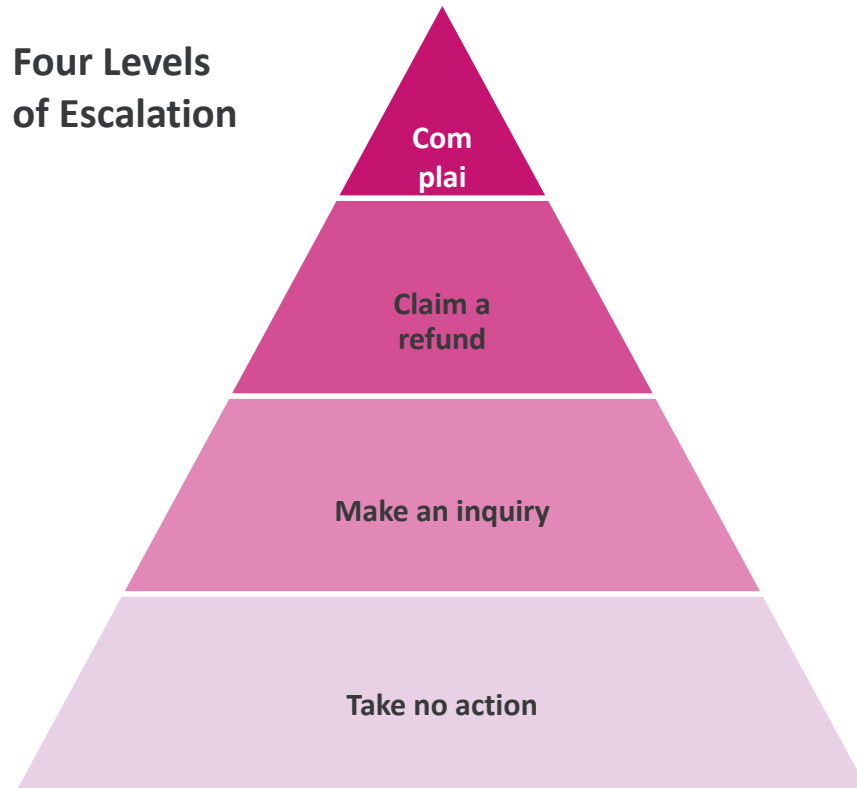 Four Levels
of Escalation
Com
plai
Claim a
refund
Make an inquiry
Take no action